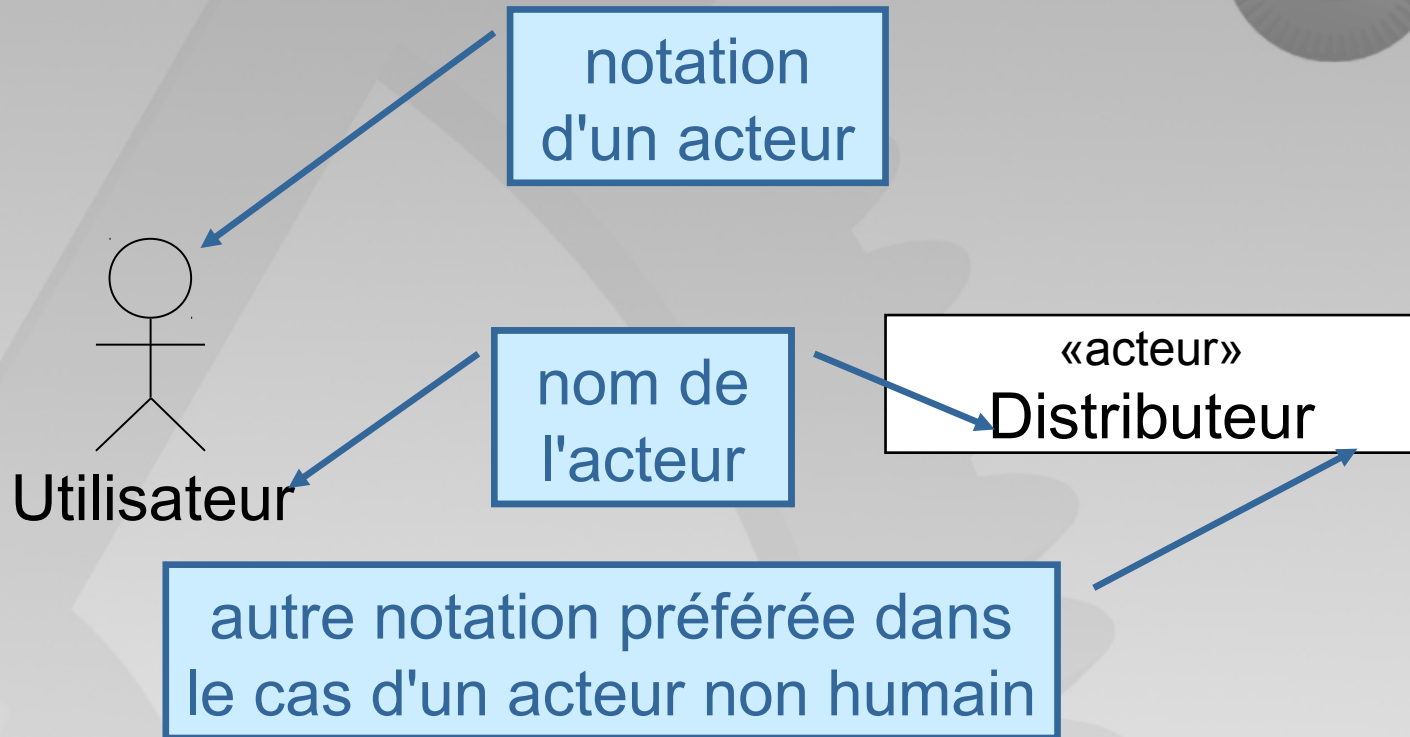 notation
d'un acteur
nom de
l'acteur
«acteur»
Distributeur
Utilisateur
autre notation préférée dans
le cas d'un acteur non humain